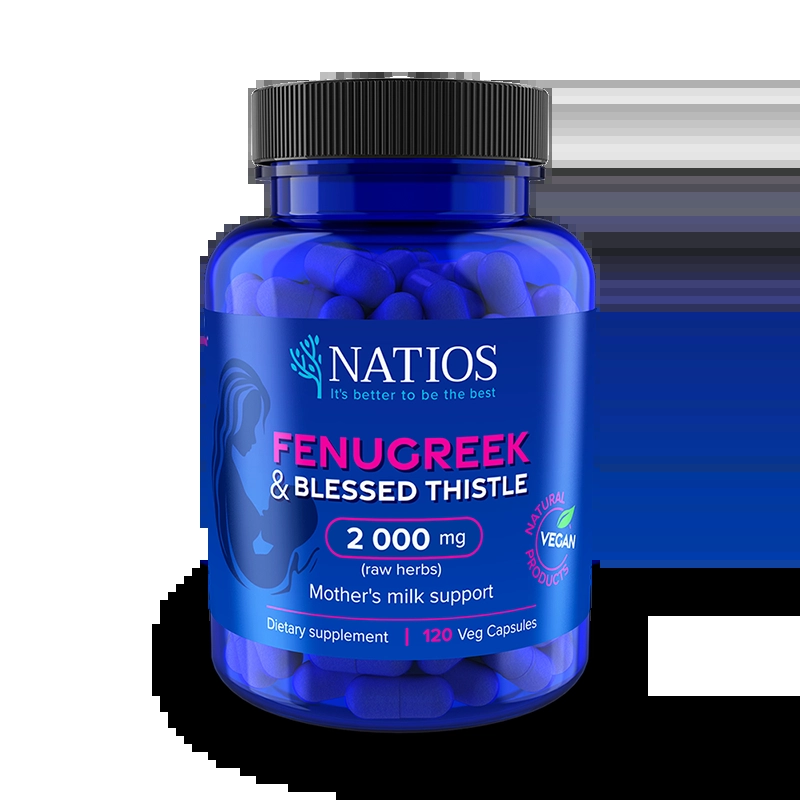 NATIOS
It's better to be the best
FENUGREEK
& BLESSED THISTLE
2 000 mg
(raw herbs)
Mother's milk support
Dietary supplement | 120 Veg Capsules
NATURAL
VEGAN
PRODUCTS